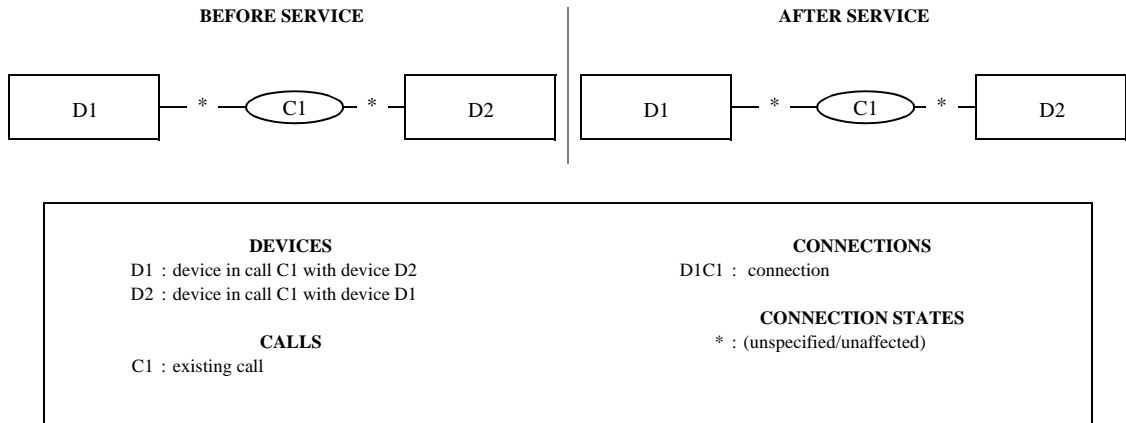 BEFORE SERVICE
AFTER SERVICE
D1 * C1 * D2
D1 * C1 * D2
DEVICES
D1 : device in call C1 with device D2
D2 : device in call C1 with device D1
CALLS
C1 : existing call
CONNECTIONS
D1C1 : connection
CONNECTION STATES
* : (unspecified/unaffected)